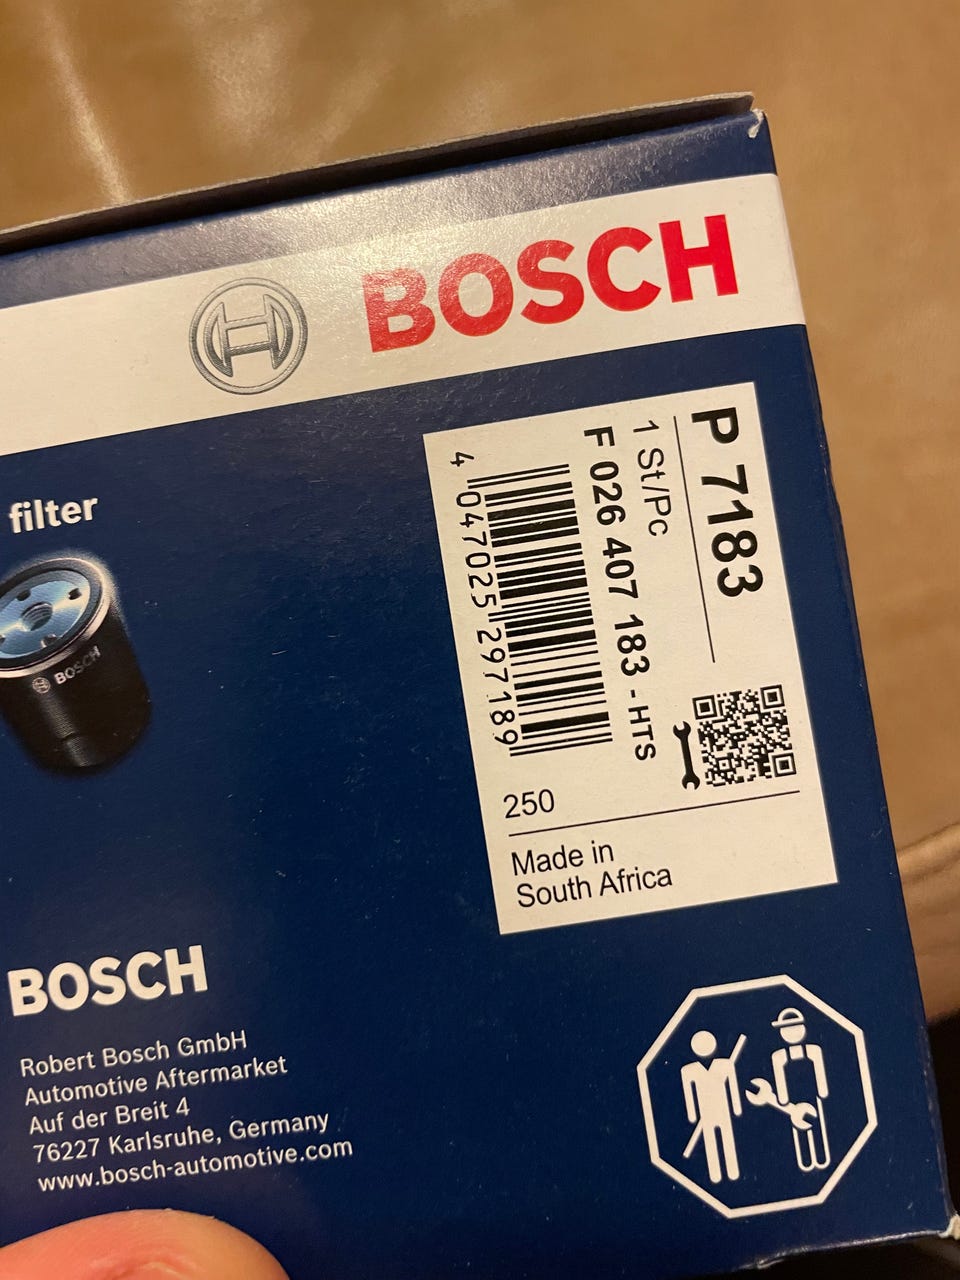 BOSCH
filter
BOSCH
P 7183
1 St/Pc
F 026 407 183 - HTS
4 047025 297189
250
Made in
South Africa
BOSCH
Robert Bosch GmbH
Automotive Aftermarket
Auf der Breit 4
76227 Karlsruhe, Germany
www.bosch-automotive.com